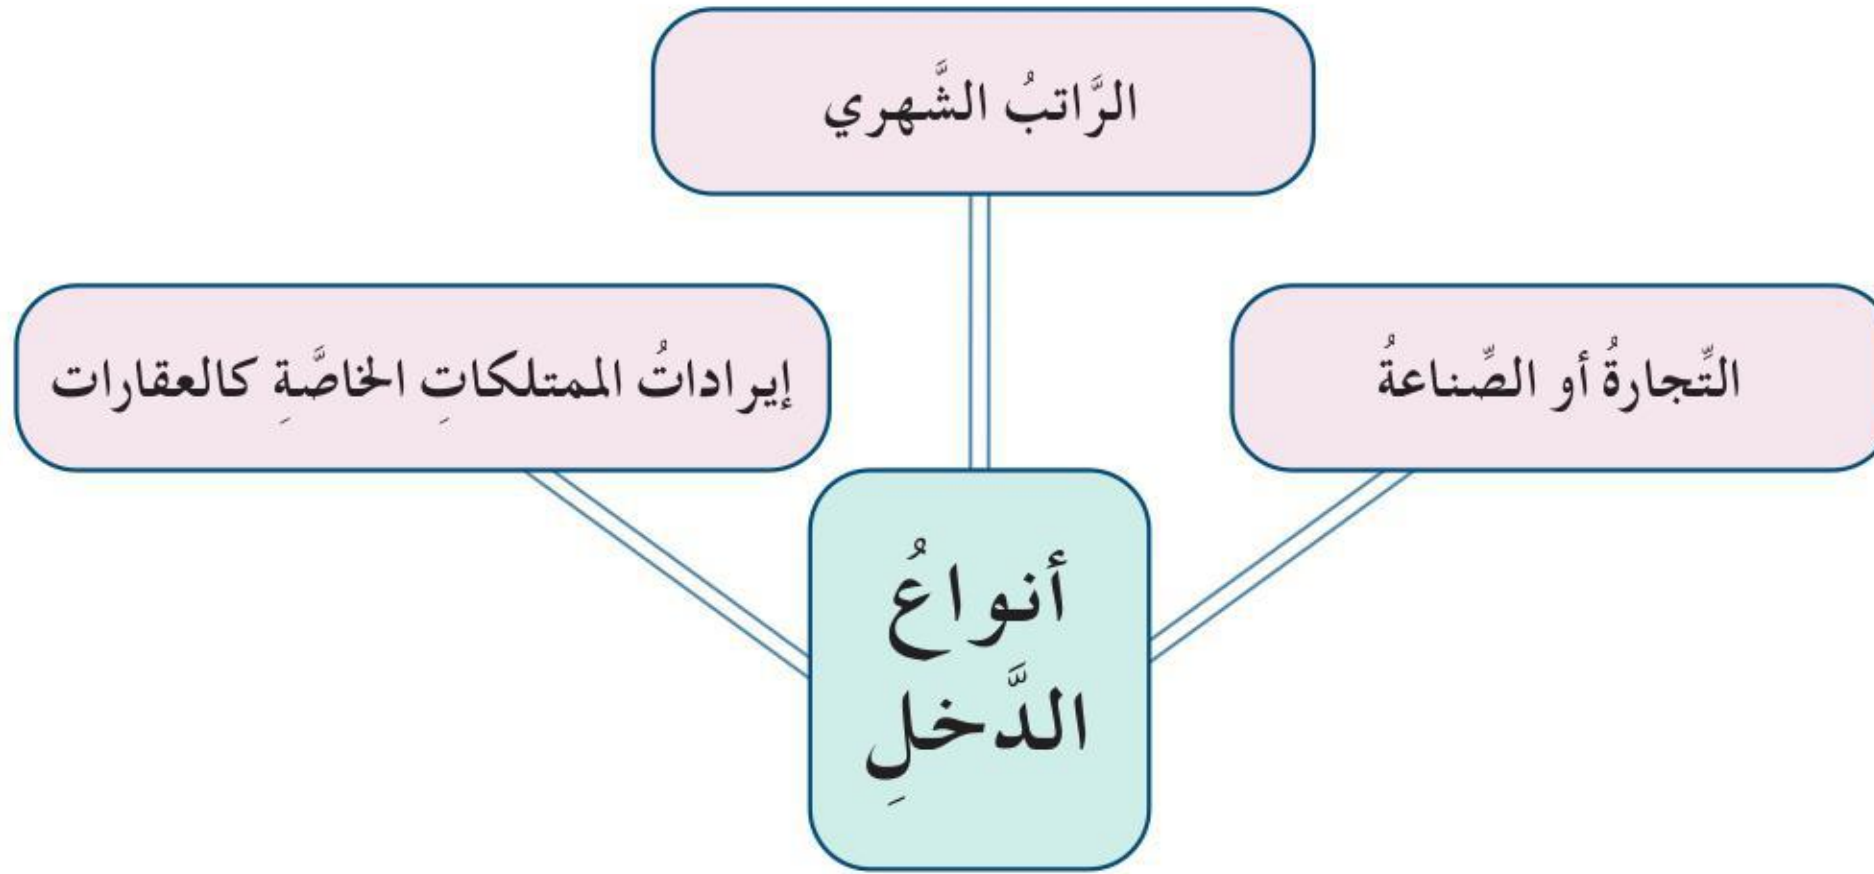 الرَّاتبُ الشَّهري
التِّجارةُ أو الصِّناعةُ
إيراداتُ الممتلكاتِ الخاصَّةِ كالعقارات
أنواعُ
الدَّخلِ